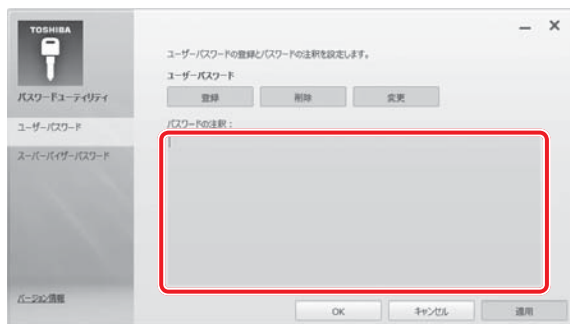 TOSHIBA
パスワードユーティリティ
ユーザーパスワード
スーパーバイザーパスワード
バージョン情報
ユーザーパスワードの登録とパスワードの注釈を設定します。
ユーザーパスワード
登録 削除 変更
パスワードの注釈：
OK キャンセル 適用